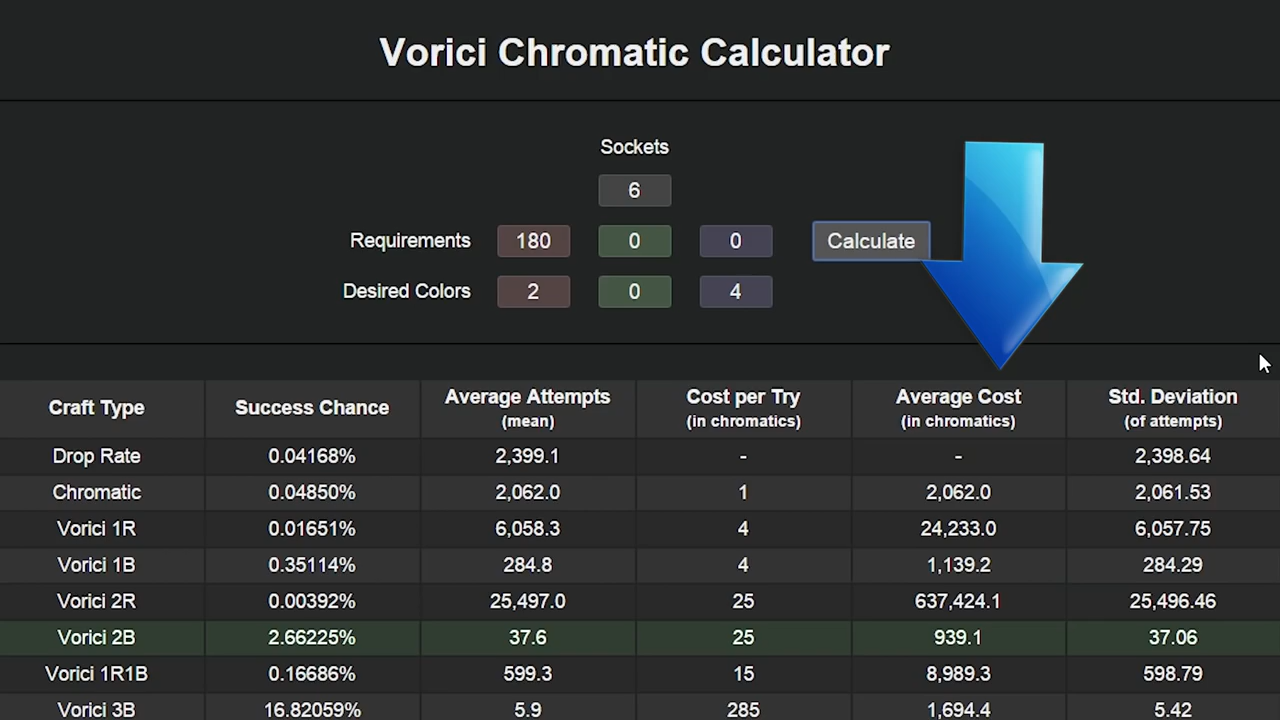 Vorici Chromatic Calculator
Sockets
6
Requirements 180 0 0 Calculate
Desired Colors 2 0 4
Craft Type Success Chance Average Attempts (mean) Cost per Try (in chromatics) Average Cost (in chromatics) Std. Deviation (of attempts)
Drop Rate 0.04168% 2,399.1 - - 2,398.64
Chromatic 0.04850% 2,062.0 1 2,062.0 2,061.53
Vorici 1R 0.01651% 6,058.3 4 24,233.0 6,057.75
Vorici 1B 0.35114% 284.8 4 1,139.2 284.29
Vorici 2R 0.00392% 25,497.0 25 637,424.1 25,496.46
Vorici 2B 2.66225% 37.6 25 939.1 37.06
Vorici 1R1B 0.16686% 599.3 15 8,989.3 598.79
Vorici 3B 16.82059% 5.9 285 1,694.4 5.42